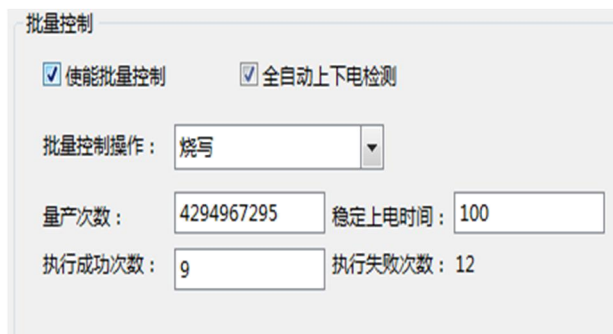 批量控制
使能批量控制 全自动上下电检测
批量控制操作： 烧写
量产次数： 4294967295 稳定上电时间： 100
执行成功次数： 9 执行失败次数： 12